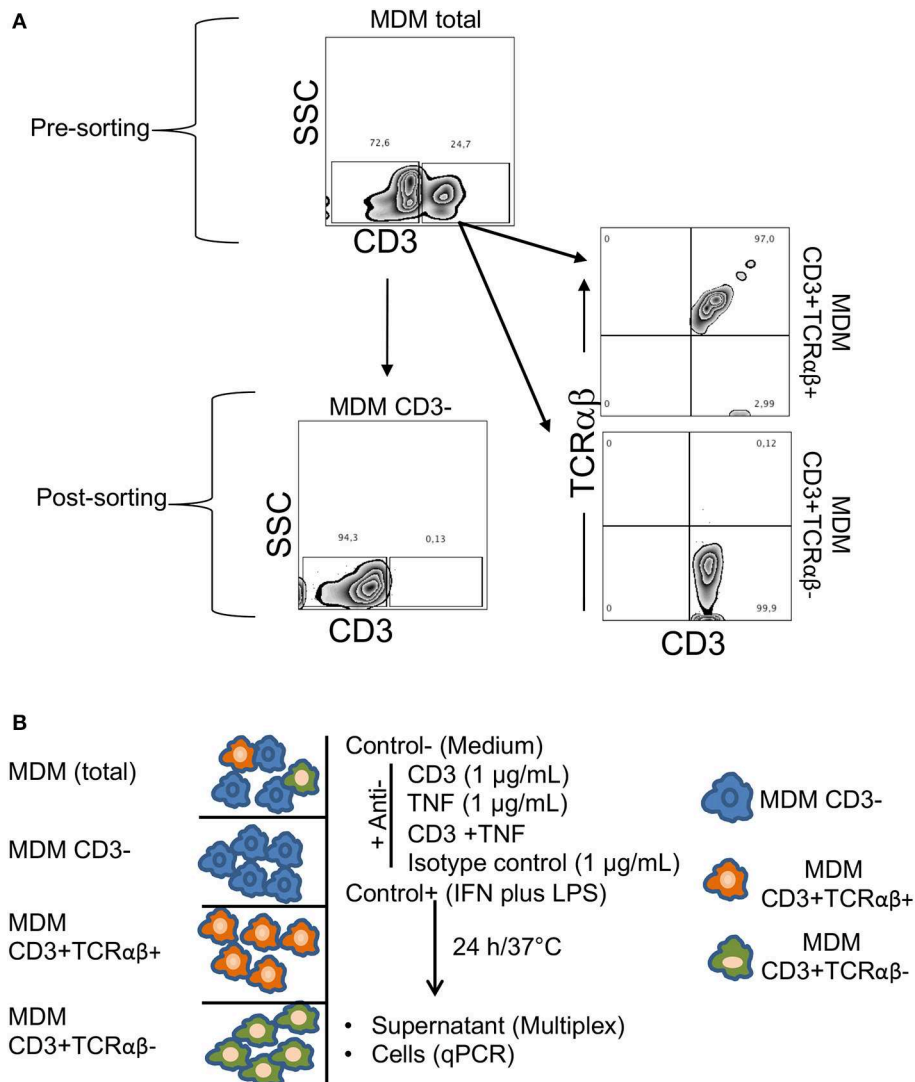 A
MDM total
Pre-sorting
SSC
72,6
24,7
CD3
0
97,0
0
2,99
MDM
CD3+TCRαβ+
TCRαβ
0
0,12
0
99,9
MDM
CD3+TCRαβ-
CD3
MDM CD3-
Post-sorting
SSC
94,3
0,13
CD3
B
MDM (total)
MDM CD3-
MDM
CD3+TCRαβ+
MDM
CD3+TCRαβ-
Control- (Medium)
+ Anti-
CD3 (1 µg/mL)
TNF (1 µg/mL)
CD3 +TNF
Isotype control (1 µg/mL)
Control+ (IFN plus LPS)
24 h/37°C
• Supernatant (Multiplex)
• Cells (qPCR)
MDM CD3-
MDM
CD3+TCRαβ+
MDM
CD3+TCRαβ-